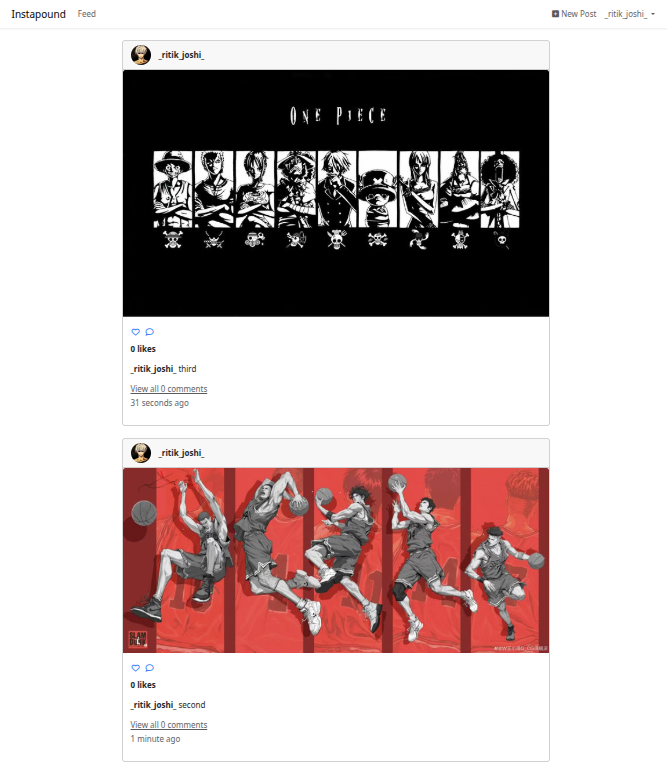 Instapound Feed New Post _ritik_joshi_
_ritik_joshi_
ONE PIECE
0 likes
_ritik_joshi_ third
View all 0 comments
31 seconds ago
_ritik_joshi_
SLAM
DUNK
0 likes
_ritik_joshi_ second
View all 0 comments
1 minute ago